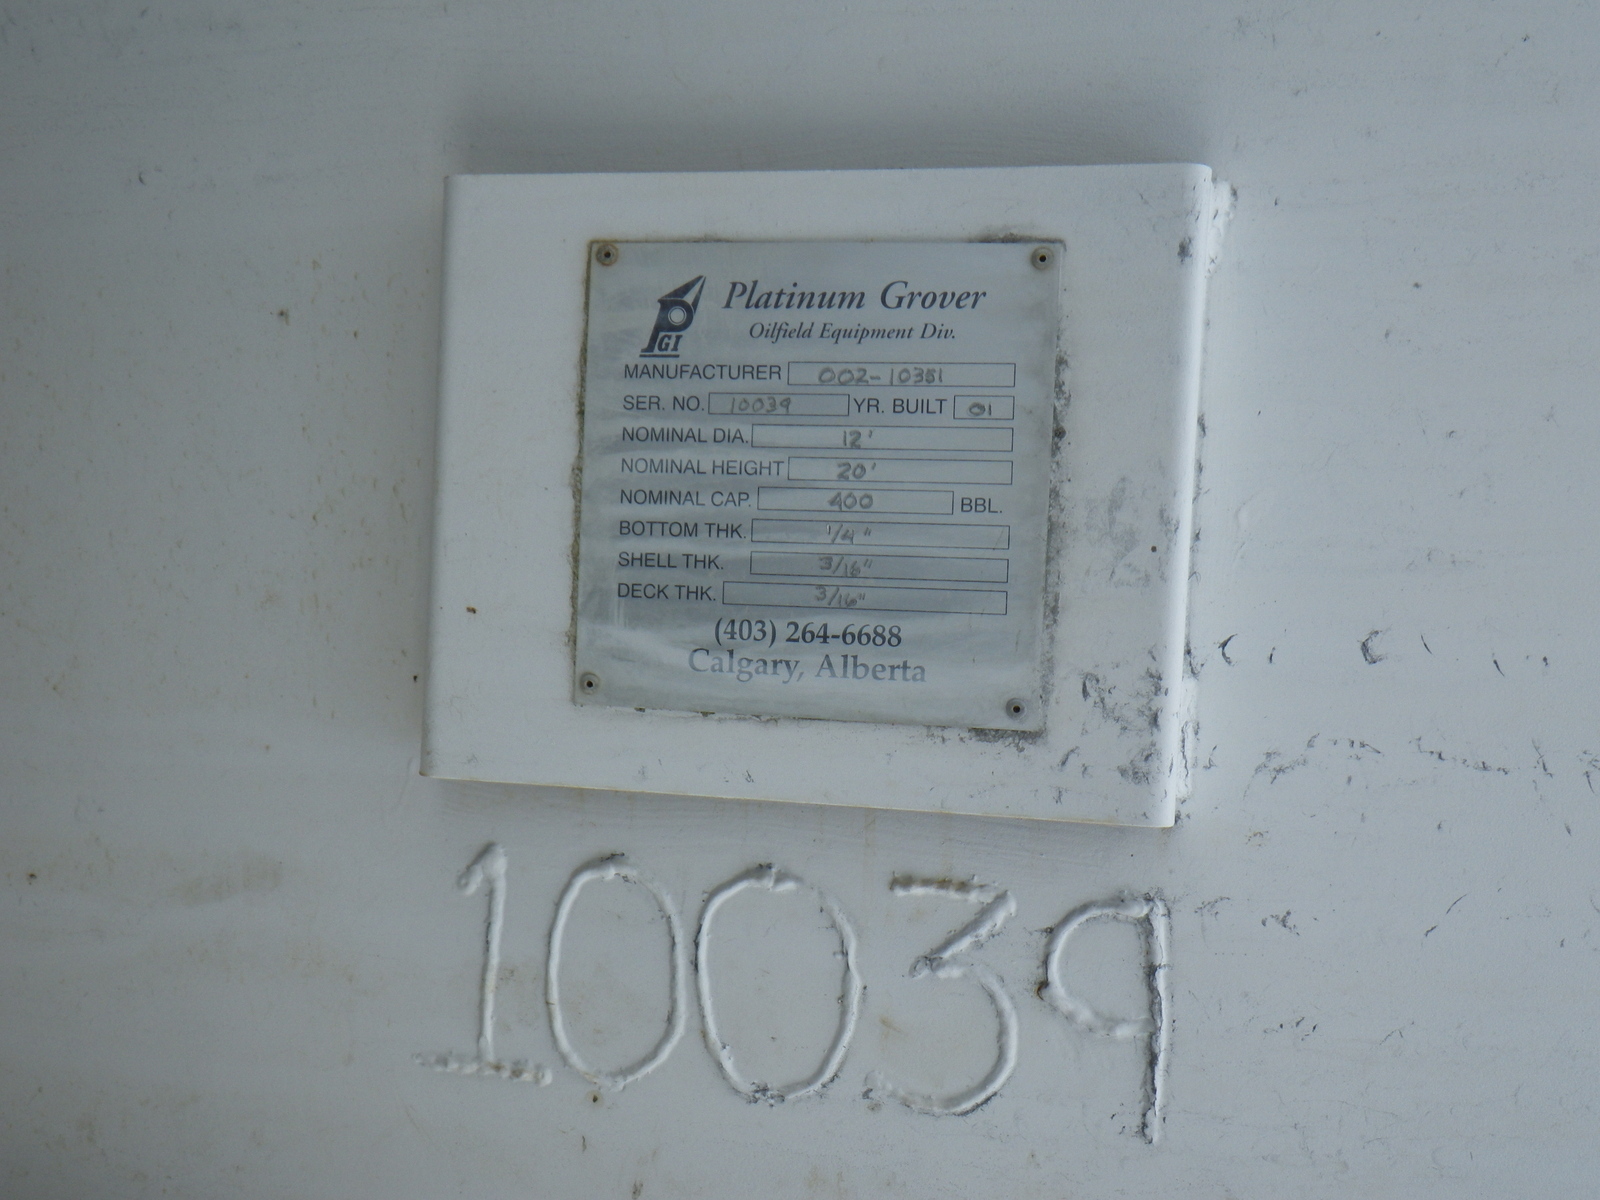 PGI
Platinum Grover
Oilfield Equipment Div.
MANUFACTURER 002-10351
SER. NO. 10039 YR. BUILT 01
NOMINAL DIA. 12'
NOMINAL HEIGHT 20'
NOMINAL CAP. 400 BBL.
BOTTOM THK. 1/4"
SHELL THK. 3/16"
DECK THK. 3/16"
(403) 264-6688
Calgary, Alberta
10039